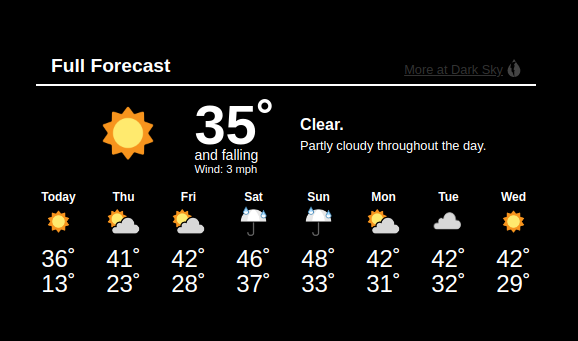 Full Forecast
More at Dark Sky
35°
and falling
Wind: 3 mph
Clear.
Partly cloudy throughout the day.
Today Thu Fri Sat Sun Mon Tue Wed
36° 41° 42° 46° 48° 42° 42° 42°
13° 23° 28° 37° 33° 31° 32° 29°